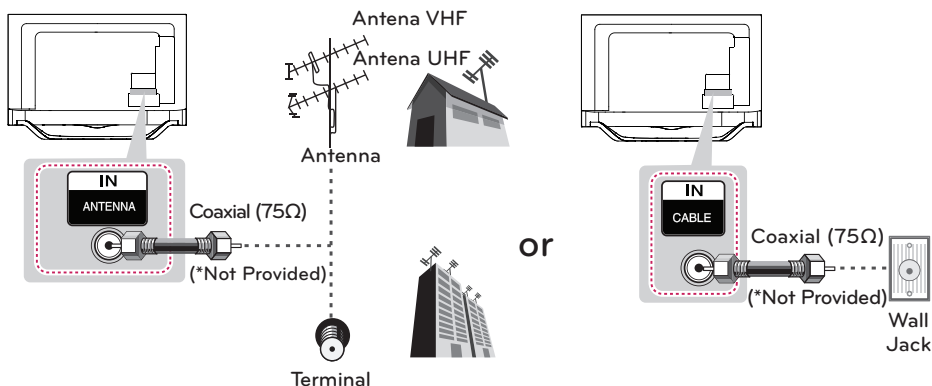 Antena VHF
Antena UHF
Antenna
IN
ANTENNA
Coaxial (75Ω)
(*Not Provided)
Terminal
or
IN
CABLE
Coaxial (75Ω)
(*Not Provided)
Wall
Jack